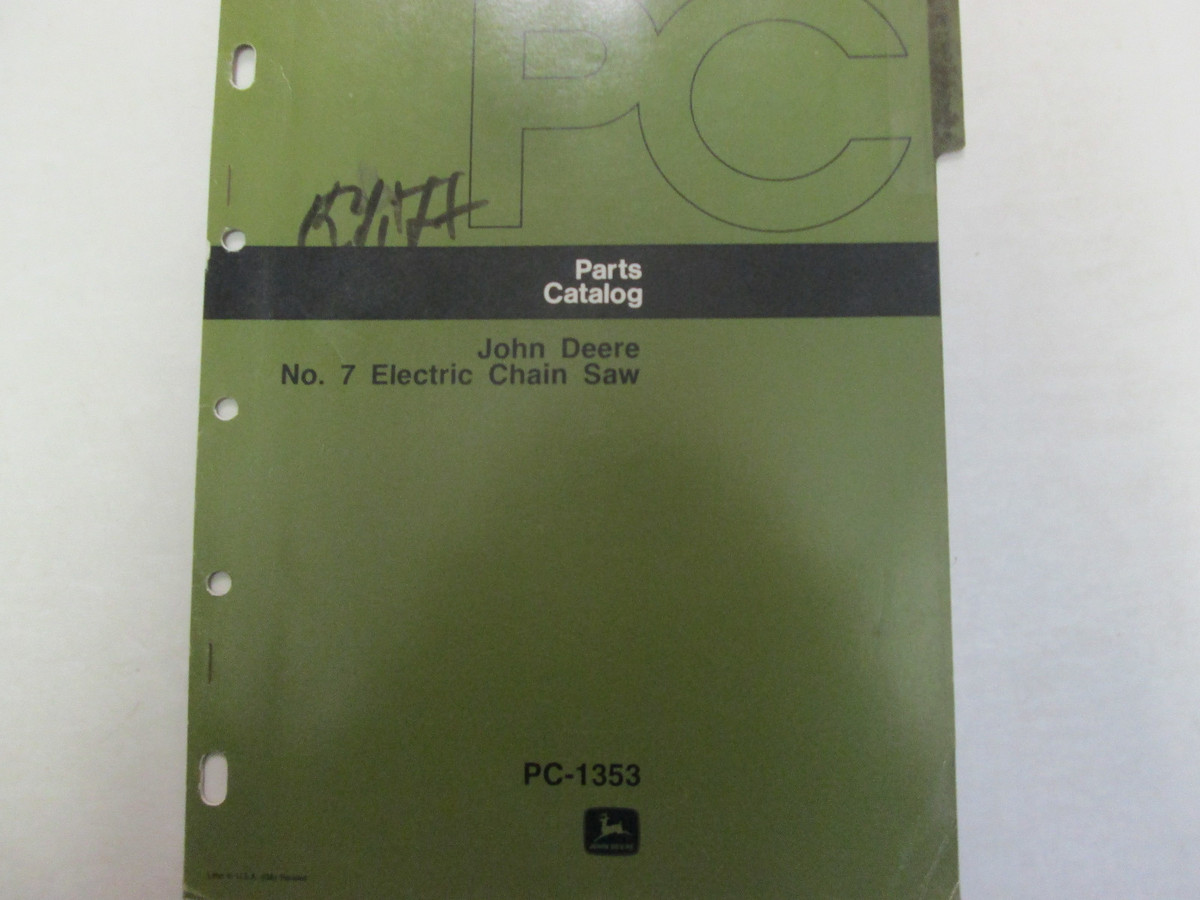 PC
Parts
Catalog
John Deere
No. 7 Electric Chain Saw
PC-1353
JOHN DEERE